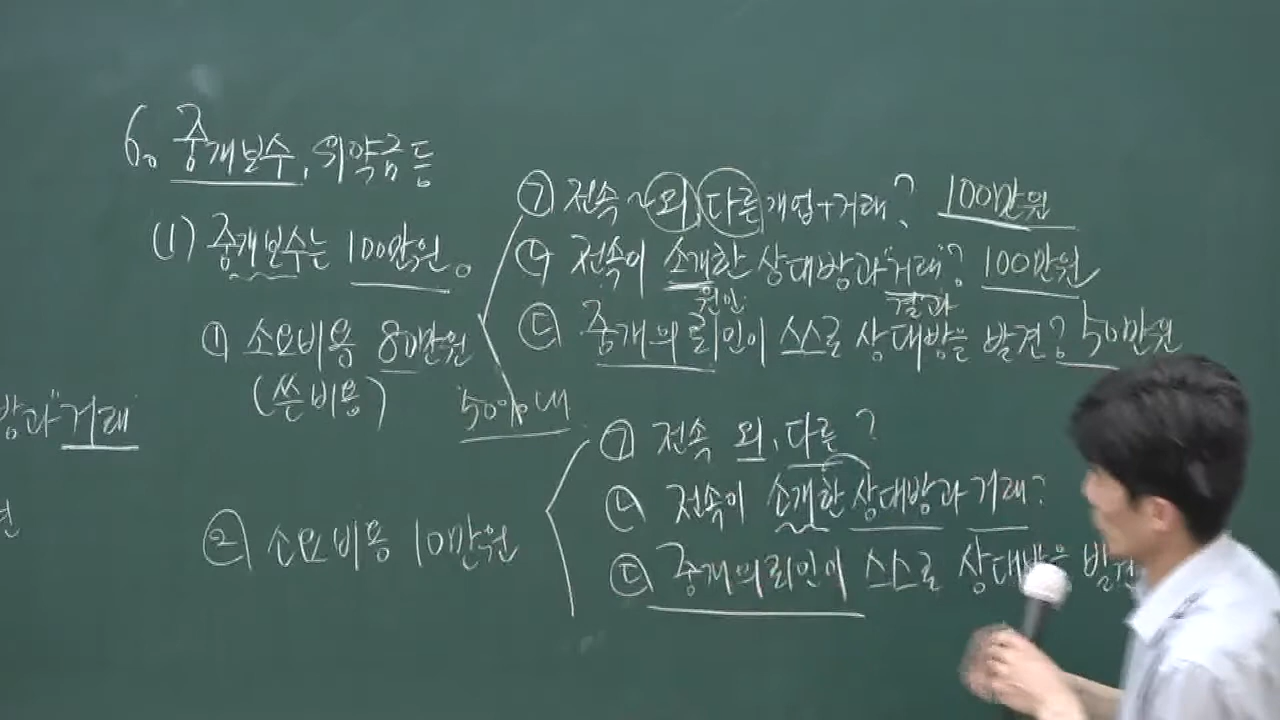 6. 중개보수, 위약금 등
(1) 중개보수는 100만원.
① 소요비용 80만원
(쓴 비용)
50% 내
㉠ 전속~외, 다른 개업+거래? 100만원
㉡ 전속이 소개한 상대방과 "거래"? 100만원
원인 결과
㉢ 중개의뢰인이 스스로 상대방을 발견? 50만원
② 소요비용 10만원
㉠ 전속 외, 다른?
㉡ 전속이 소개한 상대방과 거래?
㉢ 중개의뢰인이 스스로 상대방을 발견
방과 "거래"